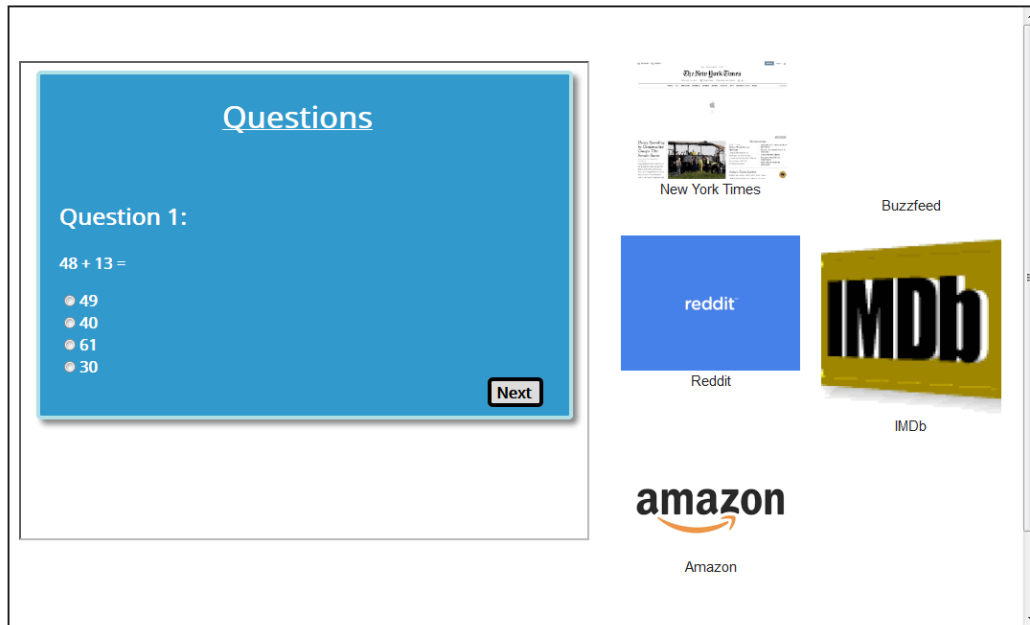 Questions
Question 1:
48 + 13 =
49
40
61
30
Next
The New York Times
New York Times
Buzzfeed
reddit
Reddit
IMDb
IMDb
amazon
Amazon